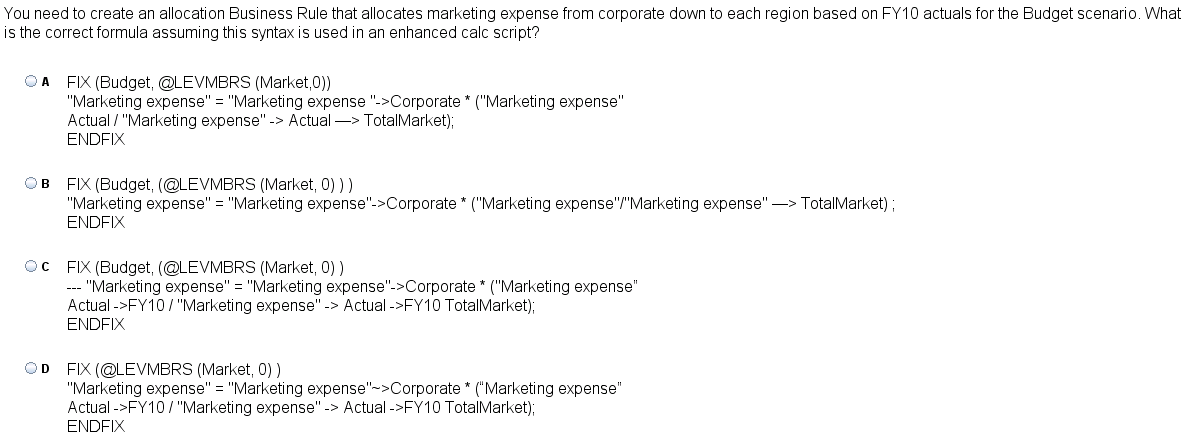 You need to create an allocation Business Rule that allocates marketing expense from corporate down to each region based on FY10 actuals for the Budget scenario. What
is the correct formula assuming this syntax is used in an enhanced calc script?
A FIX (Budget, @LEVMBRS (Market,0))
"Marketing expense" = "Marketing expense "->Corporate * ("Marketing expense"
Actual / "Marketing expense" -> Actual —> TotalMarket);
ENDFIX
B FIX (Budget, (@LEVMBRS (Market, 0) ) )
"Marketing expense" = "Marketing expense"->Corporate * ("Marketing expense"/"Marketing expense" —> TotalMarket) ;
ENDFIX
C FIX (Budget, (@LEVMBRS (Market, 0) )
--- "Marketing expense" = "Marketing expense"->Corporate * ("Marketing expense”
Actual ->FY10 / "Marketing expense" -> Actual ->FY10 TotalMarket);
ENDFIX
D FIX (@LEVMBRS (Market, 0) )
"Marketing expense" = "Marketing expense"~>Corporate * (“Marketing expense”
Actual ->FY10 / "Marketing expense" -> Actual ->FY10 TotalMarket);
ENDFIX